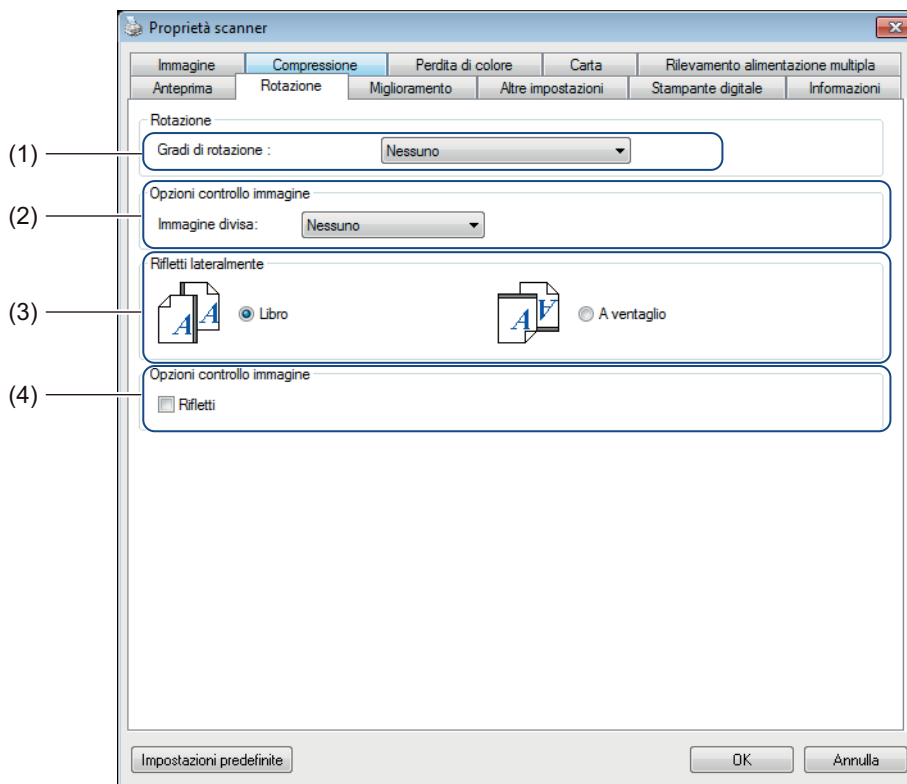 Proprietà scanner
Immagine Compressione Perdita di colore Carta Rilevamento alimentazione multipla
Anteprima Rotazione Miglioramento Altre impostazioni Stampante digitale Informazioni
Rotazione
(1) Gradi di rotazione : Nessuno
Opzioni controllo immagine
(2) Immagine divisa: Nessuno
Rifletti lateralmente
(3) A A Libro A A A ventaglio
Opzioni controllo immagine
(4) Rifletti
Impostazioni predefinite OK Annulla